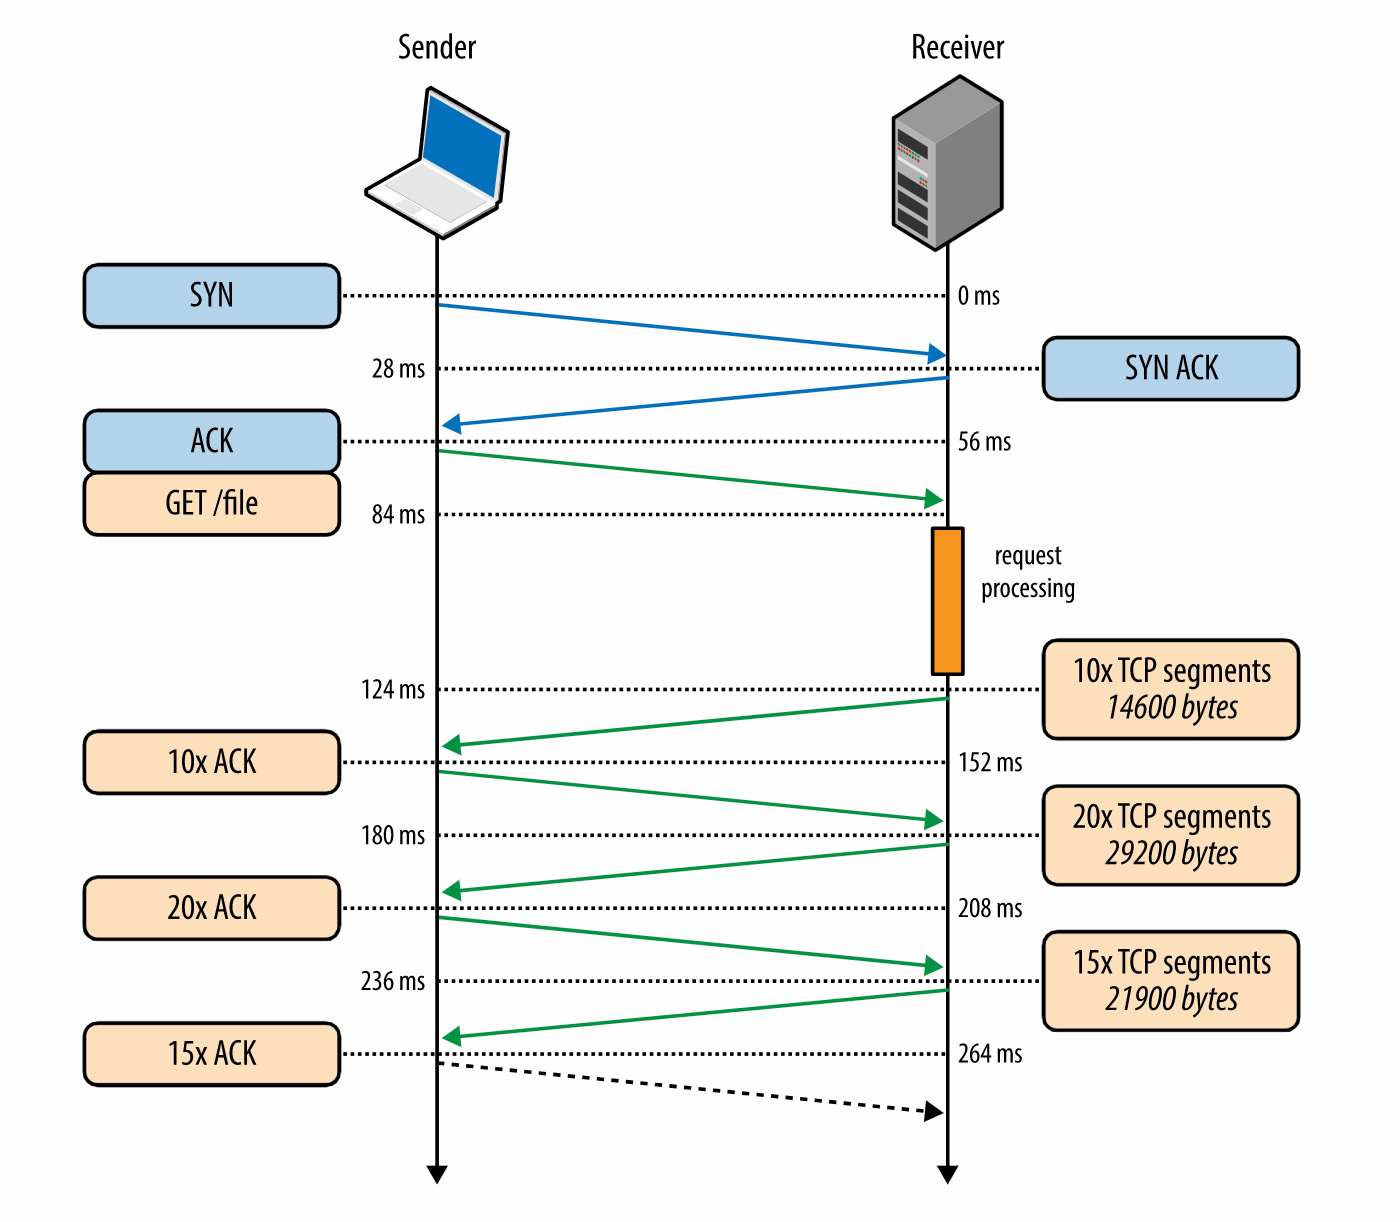 Sender
Receiver
SYN
0 ms
28 ms
SYN ACK
ACK
56 ms
GET /file
84 ms
request
processing
10x TCP segments
14600 bytes
124 ms
10x ACK
152 ms
20x TCP segments
29200 bytes
180 ms
20x ACK
208 ms
15x TCP segments
21900 bytes
236 ms
15x ACK
264 ms